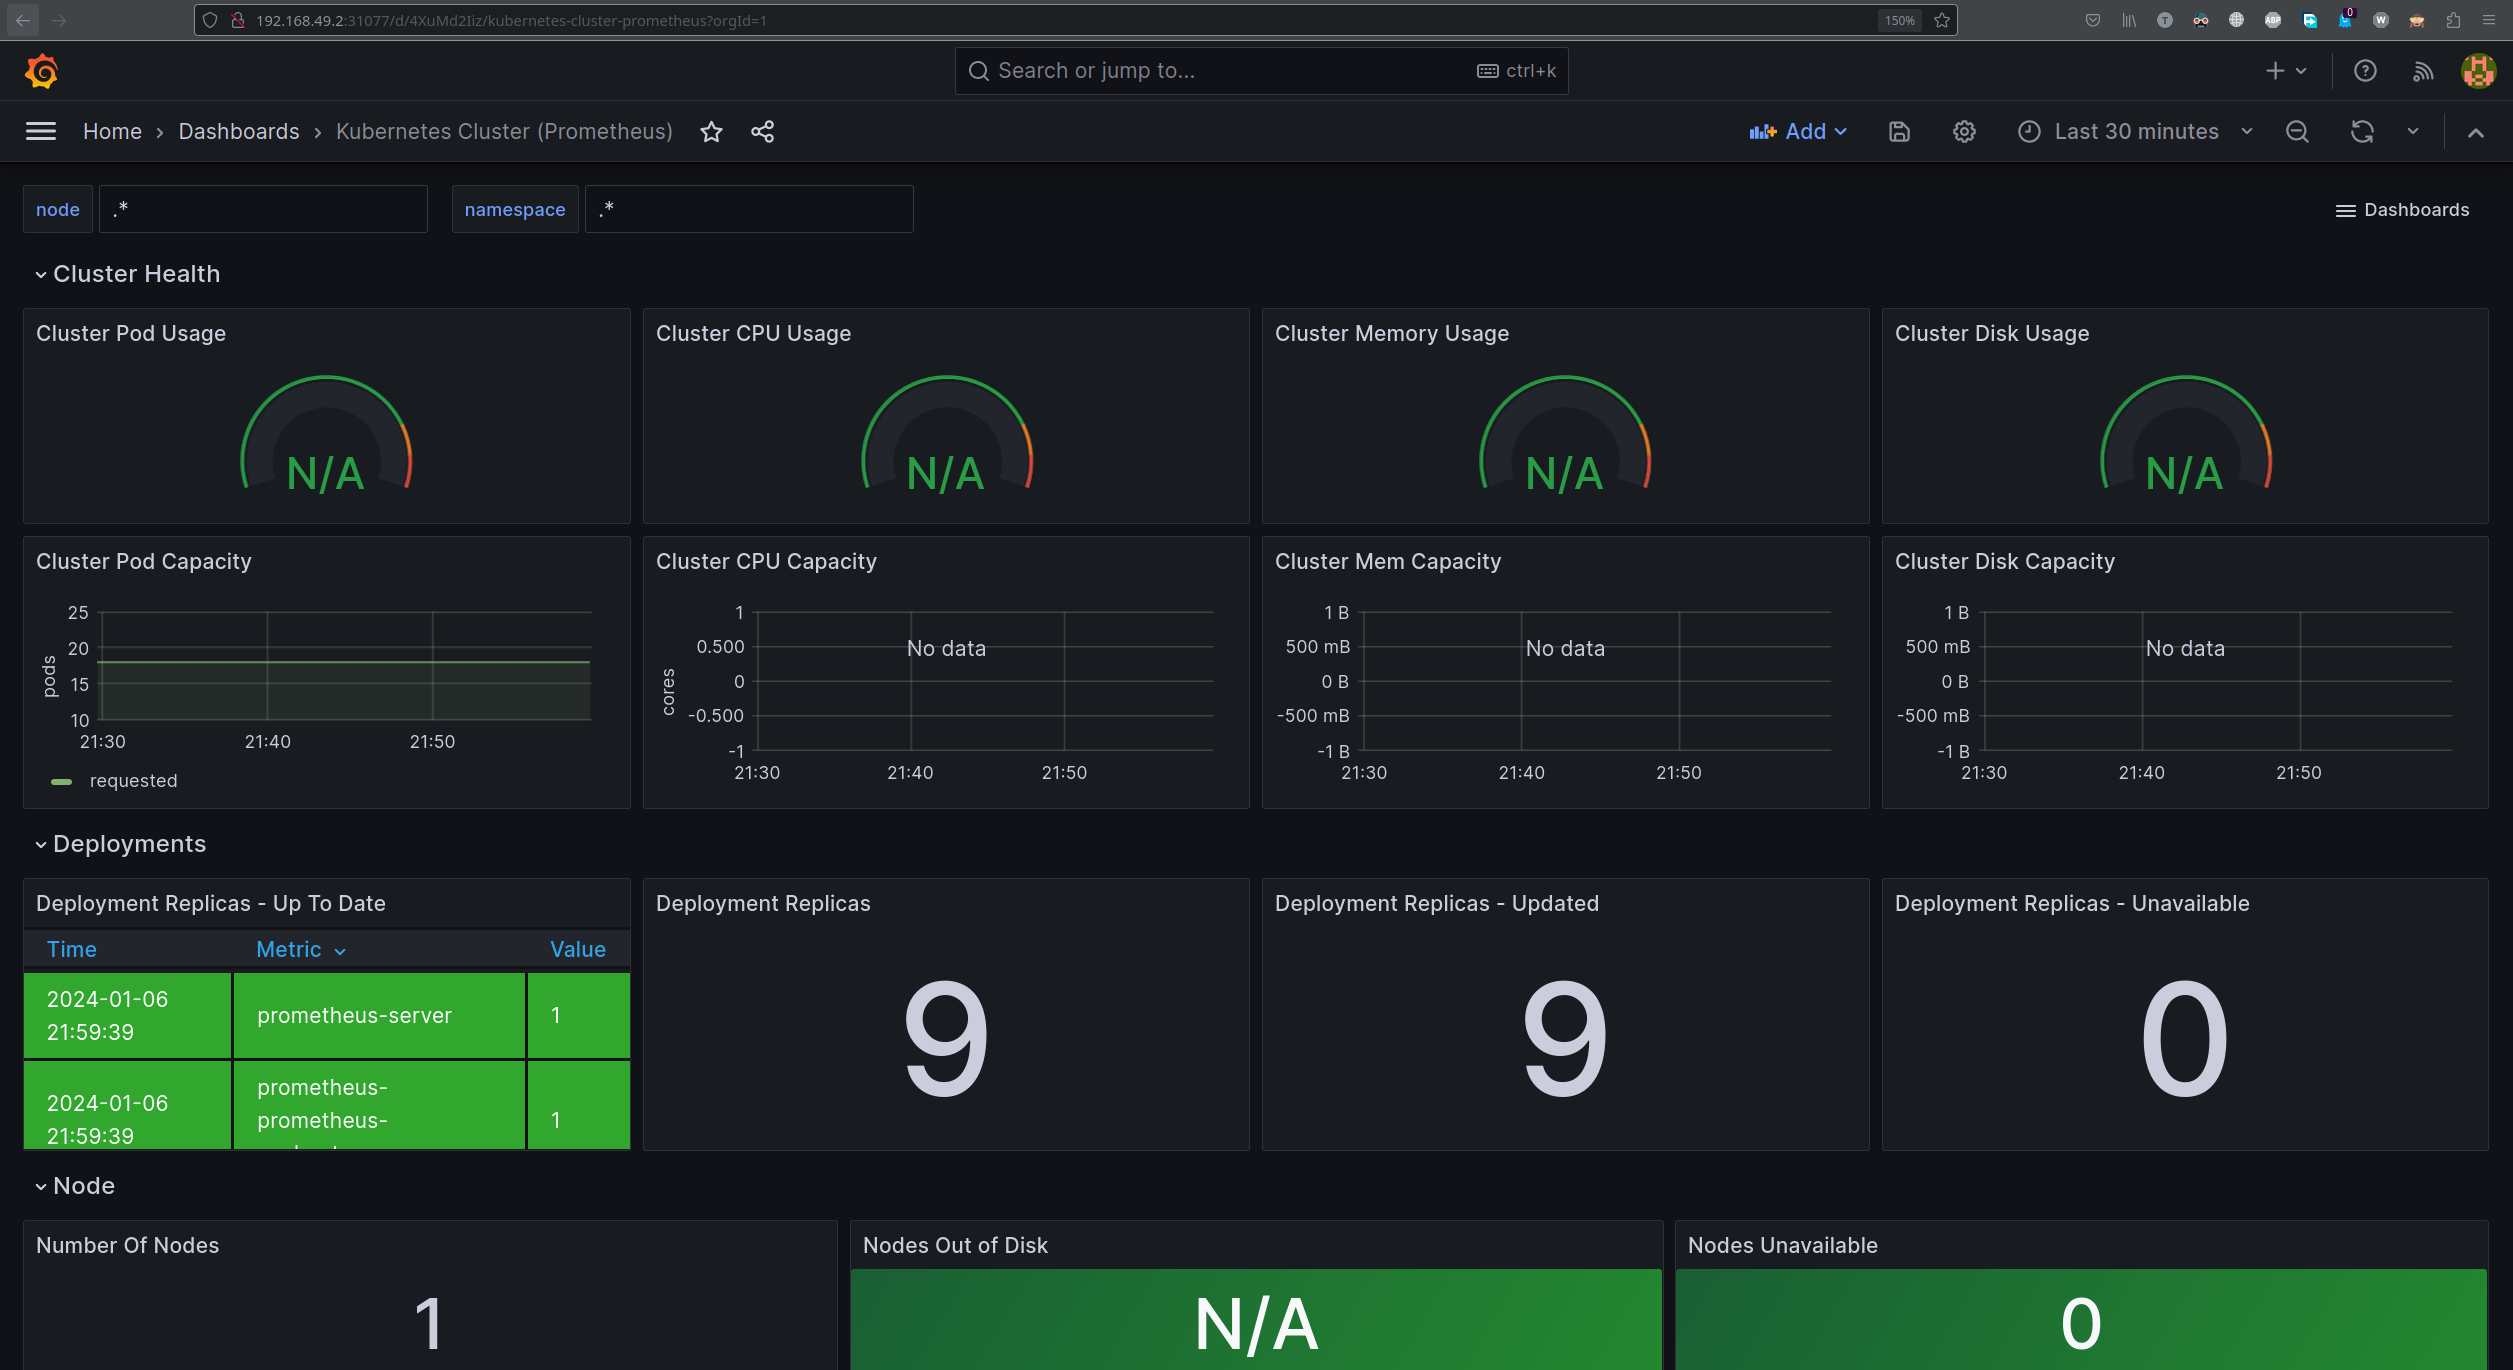 192.168.49.2:31077/d/4XuMd2Iiz/kubernetes-cluster-prometheus?orgId=1
150%
T
ABP
0
W
Search or jump to...
ctrl+k
Home
Dashboards
Kubernetes Cluster (Prometheus)
Add
Last 30 minutes
node
.*
namespace
.*
Dashboards
Cluster Health
Cluster Pod Usage
N/A
Cluster CPU Usage
N/A
Cluster Memory Usage
N/A
Cluster Disk Usage
N/A
Cluster Pod Capacity
pods
25
20
15
10
21:30
21:40
21:50
requested
Cluster CPU Capacity
cores
1
0.500
0
-0.500
-1
No data
21:30
21:40
21:50
Cluster Mem Capacity
1 B
500 mB
0 B
-500 mB
-1 B
No data
21:30
21:40
21:50
Cluster Disk Capacity
1 B
500 mB
0 B
-500 mB
-1 B
No data
21:30
21:40
21:50
Deployments
Deployment Replicas - Up To Date
Time
Metric
Value
2024-01-06
21:59:39
prometheus-server
1
2024-01-06
21:59:39
prometheus-
prometheus-
1
Deployment Replicas
9
Deployment Replicas - Updated
9
Deployment Replicas - Unavailable
0
Node
Number Of Nodes
1
Nodes Out of Disk
N/A
Nodes Unavailable
0